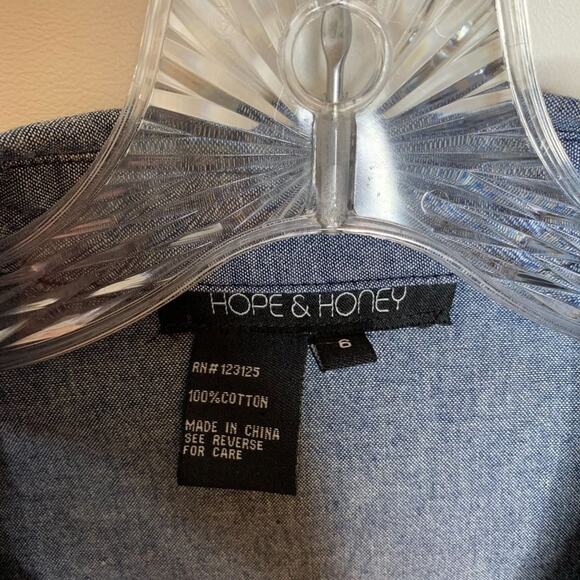 HOPE & HONEY
6
RN#123125
100%COTTON
MADE IN CHINA
SEE REVERSE
FOR CARE